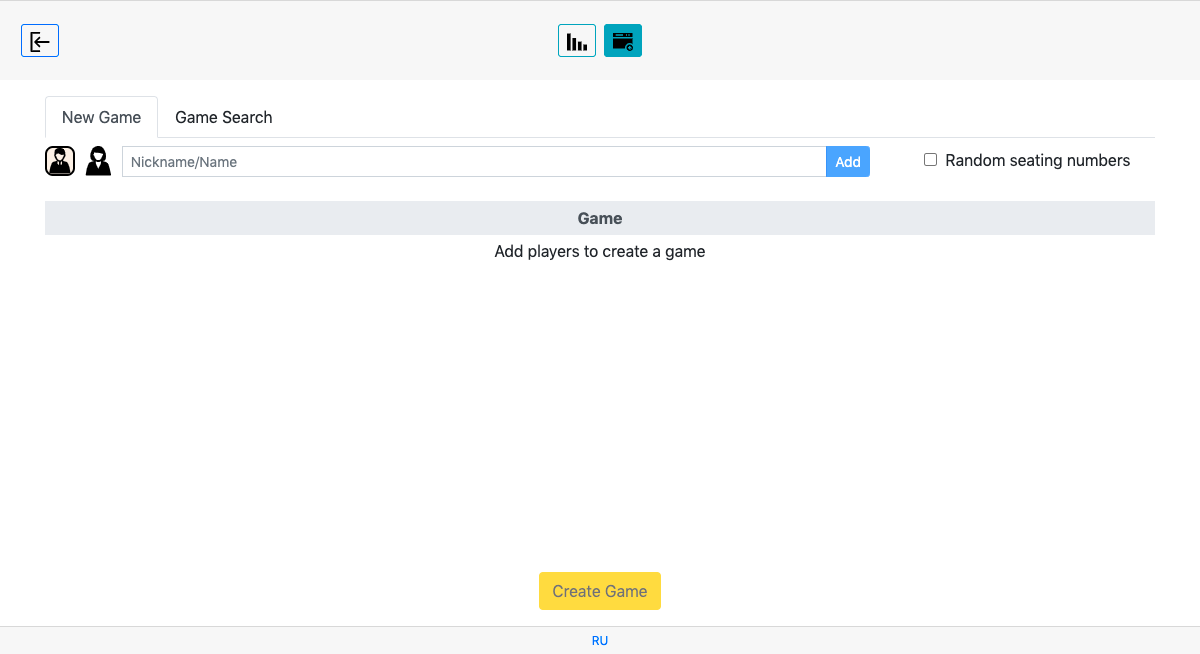 New Game
Game Search
Nickname/Name
Add
Random seating numbers
Game
Add players to create a game
Create Game
RU